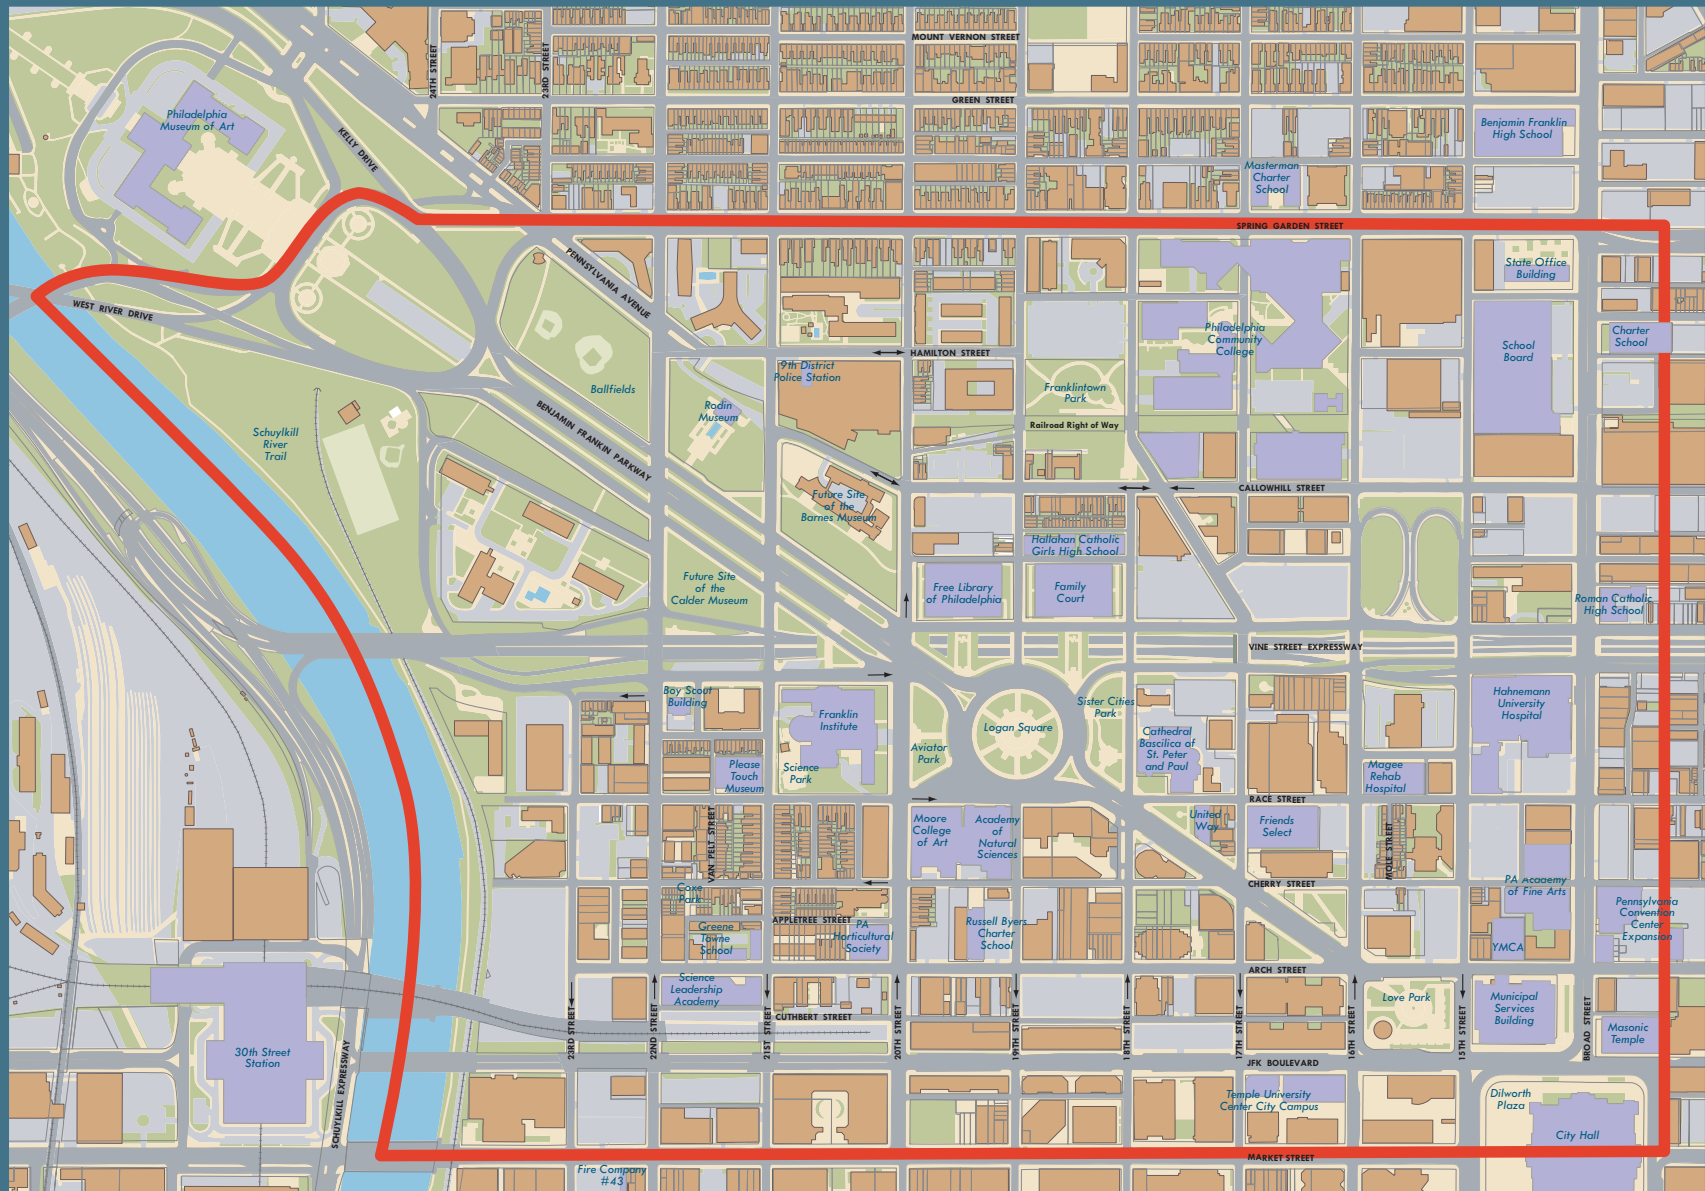 MOUNT VERNON STREET
24TH STREET
23RD STREET
GREEN STREET
Philadelphia
Museum of Art
KELLY DRIVE
Benjamin Franklin
High School
Masterman
Charter
School
SPRING GARDEN STREET
PENNSYLVANIA AVENUE
State Office
Building
WEST RIVER DRIVE
Philadelphia
Community
College
Charter
School
School
Board
HAMILTON STREET
9th District
Police Station
Ballfields
Franklintown
Park
Rodin
Museum
BENJAMIN FRANKIN PARKWAY
Railroad Right of Way
Schuylkill
River
Trail
CALLOWHILL STREET
Future Site
of the
Barnes Museum
Hallahan Catholic
Girls High School
Future Site
of the
Calder Museum
Free Library
of Philadelphia
Family
Court
Roman Catholic
High School
VINE STREET EXPRESSWAY
Boy Scout
Building
Franklin
Institute
Sister Cities
Park
Hahnemann
University
Hospital
Logan Square
Aviator
Park
Cathedral
Bascilica of
St. Peter
and Paul
Please
Touch
Museum
Science
Park
Magee
Rehab
Hospital
RACE STREET
VAN PELT STREET
Moore
College
of Art
Academy
of
Natural
Sciences
United
Way
Friends
Select
MOLE STREET
CHERRY STREET
PA Academy
of Fine Arts
Coxe
Park
APPLETREE STREET
Greene
Towne
School
PA
Horticultural
Society
Russell Byers
Charter
School
Pennsylvania
Convention
Center
Expansion
YMCA
ARCH STREET
Science
Leadership
Academy
Love Park
Municipal
Services
Building
CUTHBERT STREET
23RD STREET
22ND STREET
21ST STREET
20TH STREET
19TH STREET
18TH STREET
17TH STREET
16TH STREET
15TH STREET
BROAD STREET
Masonic
Temple
30th Street
Station
SCHUYLKILL EXPRESSWAY
JFK BOULEVARD
Temple University
Center City Campus
Dilworth
Plaza
City Hall
MARKET STREET
Fire Company
#43